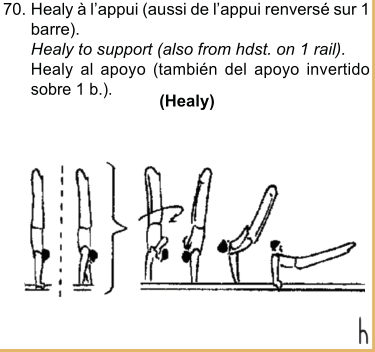 70. Healy à l'appui (aussi de l'appui renversé sur 1
barre).
Healy to support (also from hdst. on 1 rail).
Healy al apoyo (también del apoyo invertido
sobre 1 b.).
(Healy)
h